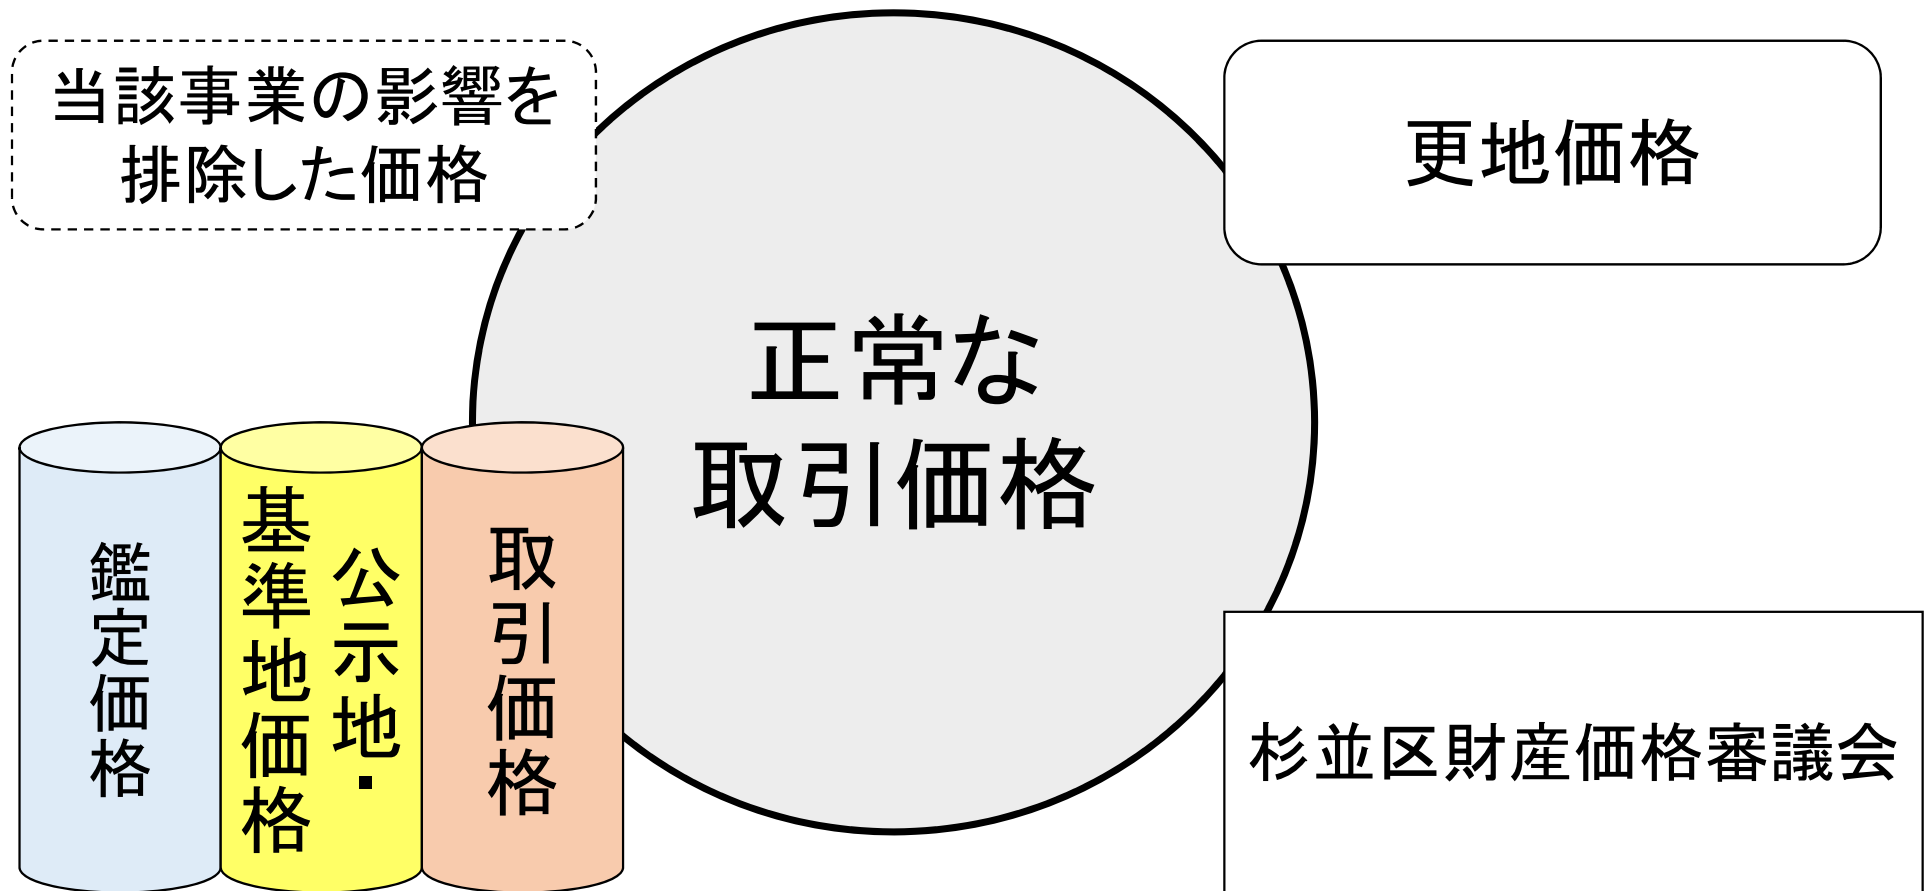 当該事業の影響を
排除した価格
更地価格
正常な
取引価格
鑑定価格
公示地・
基準地価格
取引価格
杉並区財産価格審議会